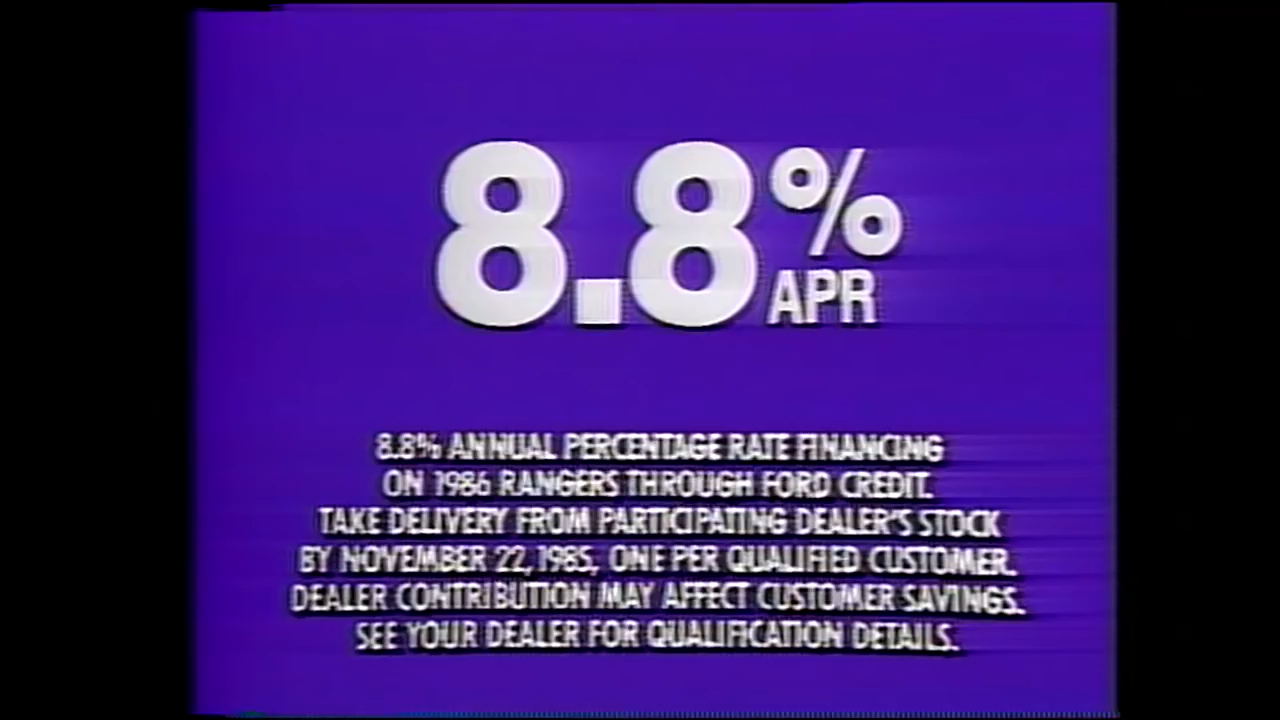 8.8%
APR
8.8% ANNUAL PERCENTAGE RATE FINANCING
ON 1986 RANGERS THROUGH FORD CREDIT.
TAKE DELIVERY FROM PARTICIPATING DEALER'S STOCK
BY NOVEMBER 22, 1985, ONE PER QUALIFIED CUSTOMER.
DEALER CONTRIBUTION MAY AFFECT CUSTOMER SAVINGS.
SEE YOUR DEALER FOR QUALIFICATION DETAILS.